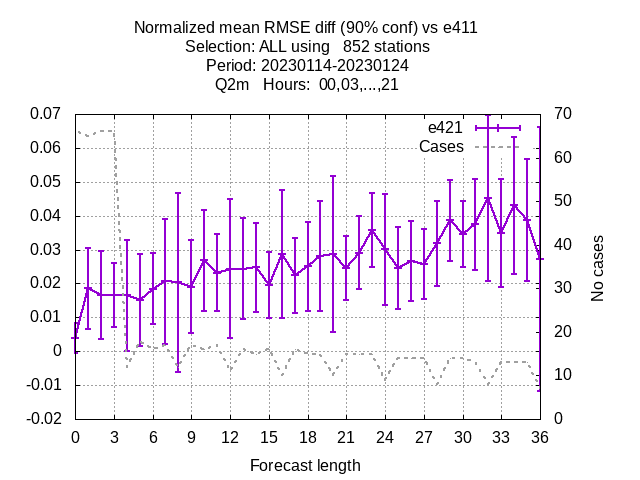 Normalized mean RMSE diff (90% conf) vs e411
Selection: ALL using   852 stations
Period: 20230114-20230124
Q2m   Hours:  00,03,...,21
0.07
0.06
0.05
0.04
0.03
0.02
0.01
0
-0.01
-0.02
e421
Cases
70
60
50
40
30
20
10
0
No cases
0 3 6 9 12 15 18 21 24 27 30 33 36
Forecast length